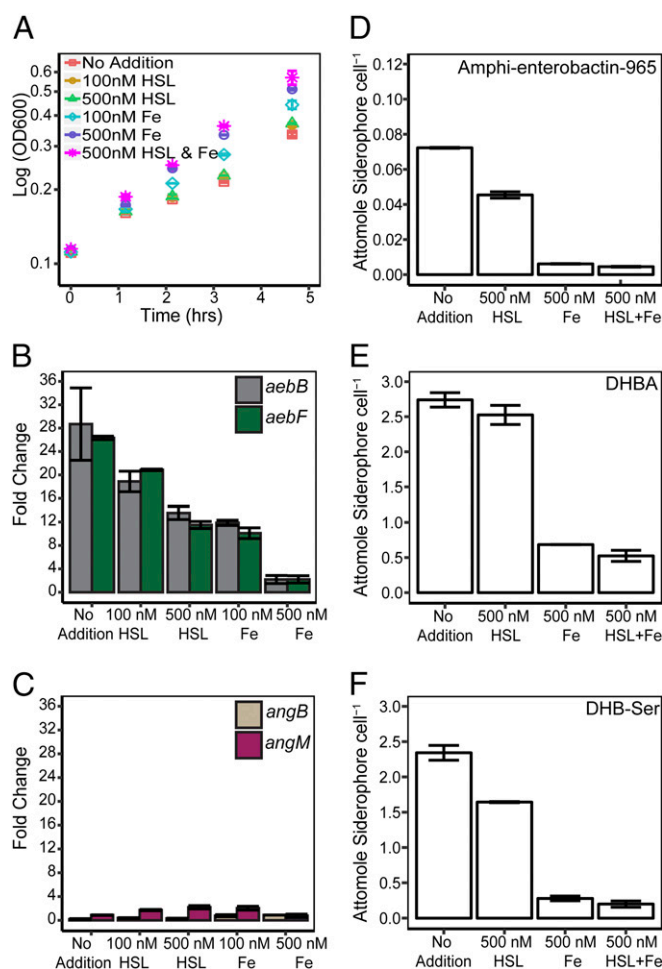 A
Log (OD600)
0.6
0.5
0.4
0.3
0.2
0.1
No Addition
100nM HSL
500nM HSL
100nM Fe
500nM Fe
500nM HSL & Fe
0 1 2 3 4 5
Time (hrs)
B
Fold Change
36
32
28
24
20
16
12
8
4
0
aebB
aebF
No Addition
100 nM HSL
500 nM HSL
100 nM Fe
500 nM Fe
C
Fold Change
36
32
28
24
20
16
12
8
4
0
angB
angM
No Addition
100 nM HSL
500 nM HSL
100 nM Fe
500 nM Fe
D
Amphi-enterobactin-965
Attomole Siderophore cell⁻¹
0.12
0.10
0.08
0.06
0.04
0.02
0.00
No Addition
500 nM HSL
500 nM Fe
500 nM HSL+Fe
E
DHBA
Attomole Siderophore cell⁻¹
3.0
2.5
2.0
1.5
1.0
0.5
0.0
No Addition
500 nM HSL
500 nM Fe
500 nM HSL+Fe
F
DHB-Ser
Attomole Siderophore cell⁻¹
3.0
2.5
2.0
1.5
1.0
0.5
0.0
No Addition
500 nM HSL
500 nM Fe
500 nM HSL+Fe